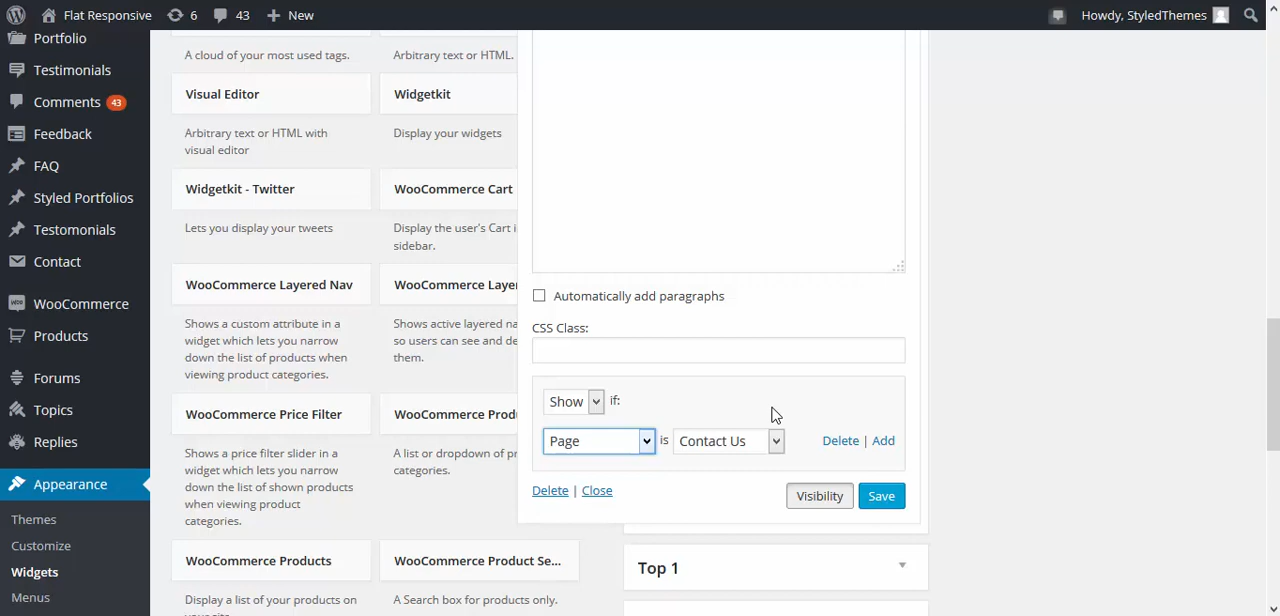 Flat Responsive 6 43 New Howdy, StyledThemes
Portfolio
Testimonials
Comments 43
Feedback
FAQ
Styled Portfolios
Testomonials
Contact
WooCommerce
Products
Forums
Topics
Replies
Appearance
Themes
Customize
Widgets
Menus
A cloud of your most used tags.
Arbitrary text or HTML.
Visual Editor
Widgetkit
Arbitrary text or HTML with
visual editor
Display your widgets
Widgetkit - Twitter
WooCommerce Cart
Lets you display your tweets
Display the user's Cart i
sidebar.
WooCommerce Layered Nav
WooCommerce Layer
Shows a custom attribute in a
widget which lets you narrow
down the list of products when
viewing product categories.
Shows active layered na
so users can see and de
them.
WooCommerce Price Filter
WooCommerce Produ
Shows a price filter slider in a
widget which lets you narrow
down the list of shown products
when viewing product
categories.
A list or dropdown of pr
categories.
WooCommerce Products
WooCommerce Product Se...
Display a list of your products on
A Search box for products only.
Automatically add paragraphs
CSS Class:
Show if:
Page is Contact Us Delete | Add
Delete | Close Visibility Save
Top 1